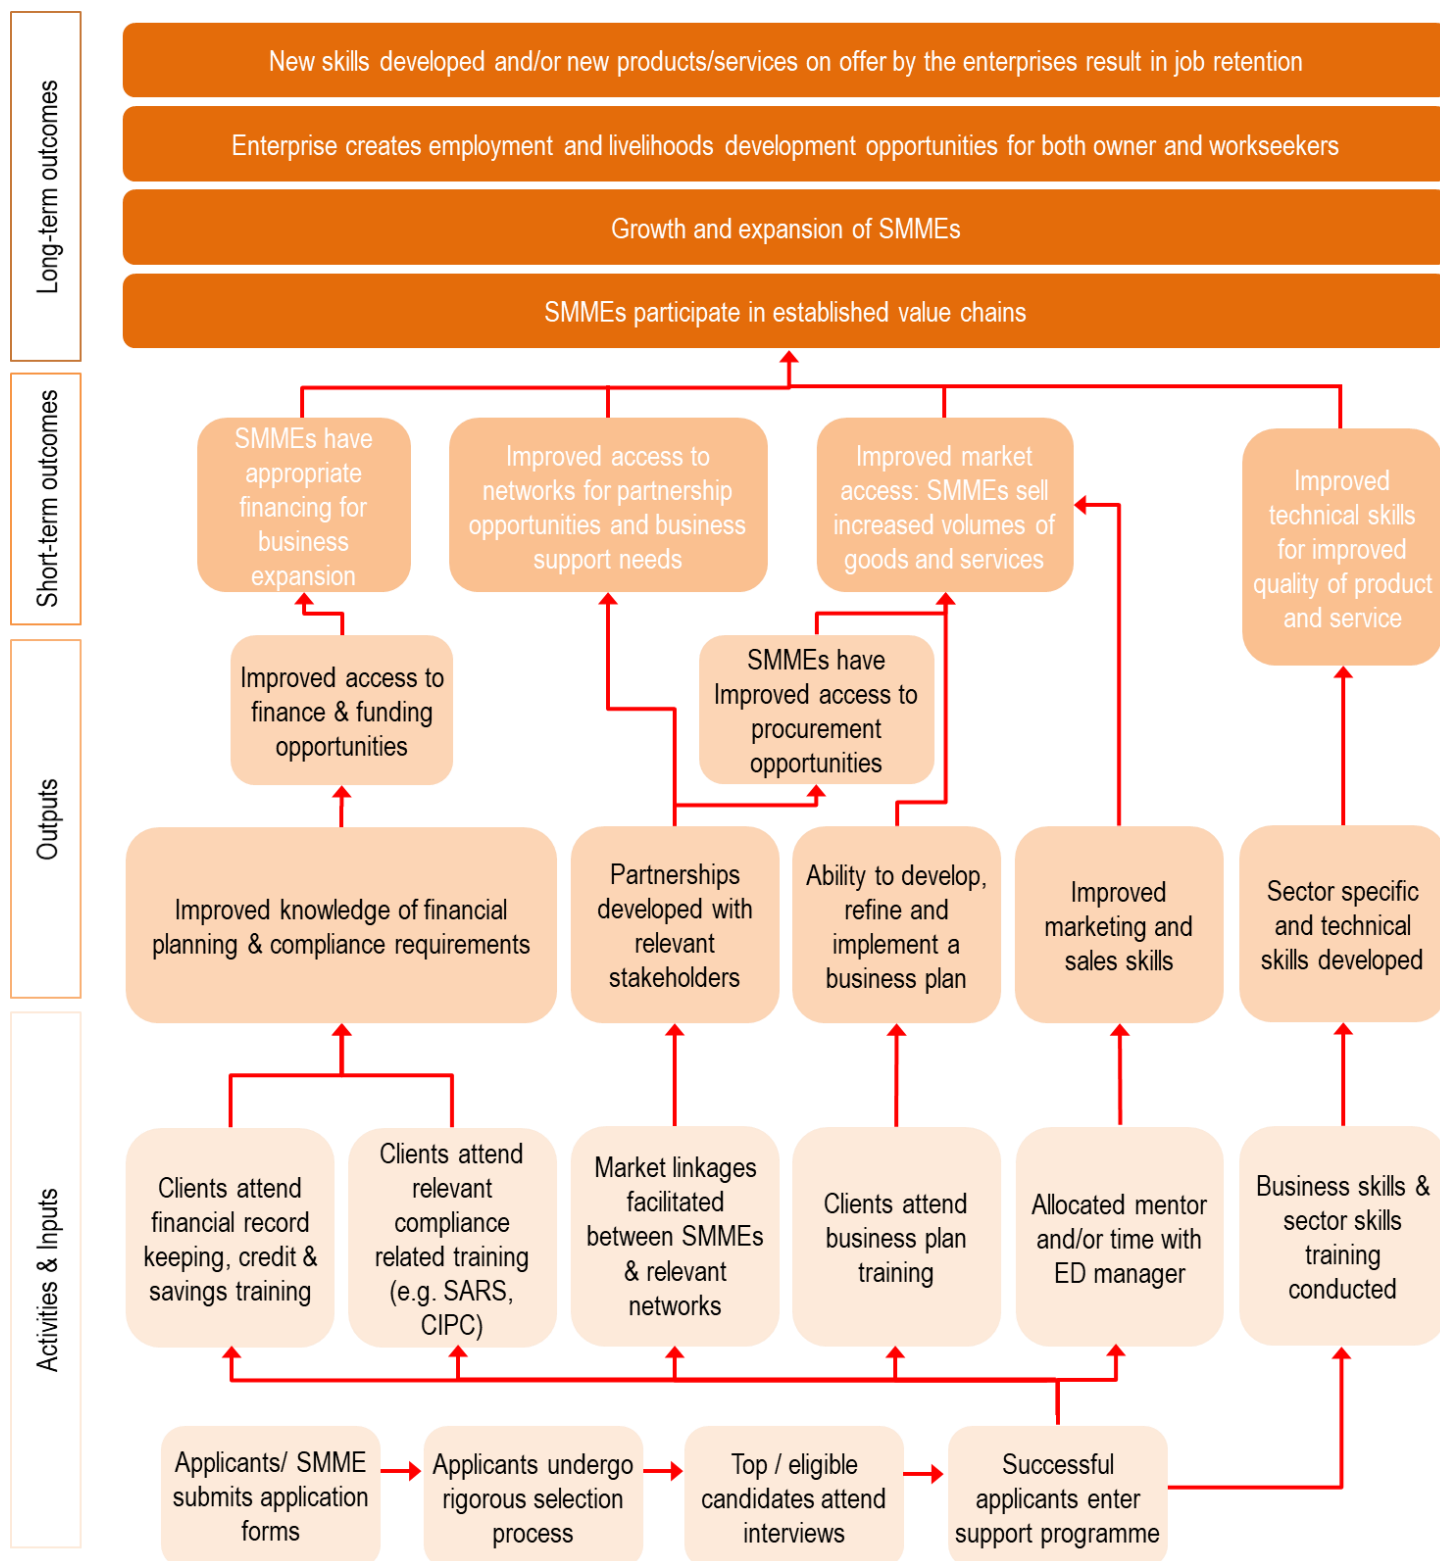 Long-term outcomes
New skills developed and/or new products/services on offer by the enterprises result in job retention
Enterprise creates employment and livelihoods development opportunities for both owner and workseekers
Growth and expansion of SMMEs
SMMEs participate in established value chains
Short-term outcomes
SMMEs have
appropriate
financing for
business
expansion
Improved access to
networks for partnership
opportunities and business
support needs
Improved market
access: SMMEs sell
increased volumes of
goods and services
Improved
technical skills
for improved
quality of product
and service
Outputs
Improved access to
finance & funding
opportunities
SMMEs have
Improved access to
procurement
opportunities
Improved knowledge of financial
planning & compliance requirements
Partnerships
developed with
relevant
stakeholders
Ability to develop,
refine and
implement a
business plan
Improved
marketing and
sales skills
Sector specific
and technical
skills developed
Activities & Inputs
Clients attend
financial record
keeping, credit &
savings training
Clients attend
relevant
compliance
related training
(e.g. SARS,
CIPC)
Market linkages
facilitated
between SMMEs
& relevant
networks
Clients attend
business plan
training
Allocated mentor
and/or time with
ED manager
Business skills &
sector skills
training
conducted
Applicants/ SMME
submits application
forms
Applicants undergo
rigorous selection
process
Top / eligible
candidates attend
interviews
Successful
applicants enter
support programme